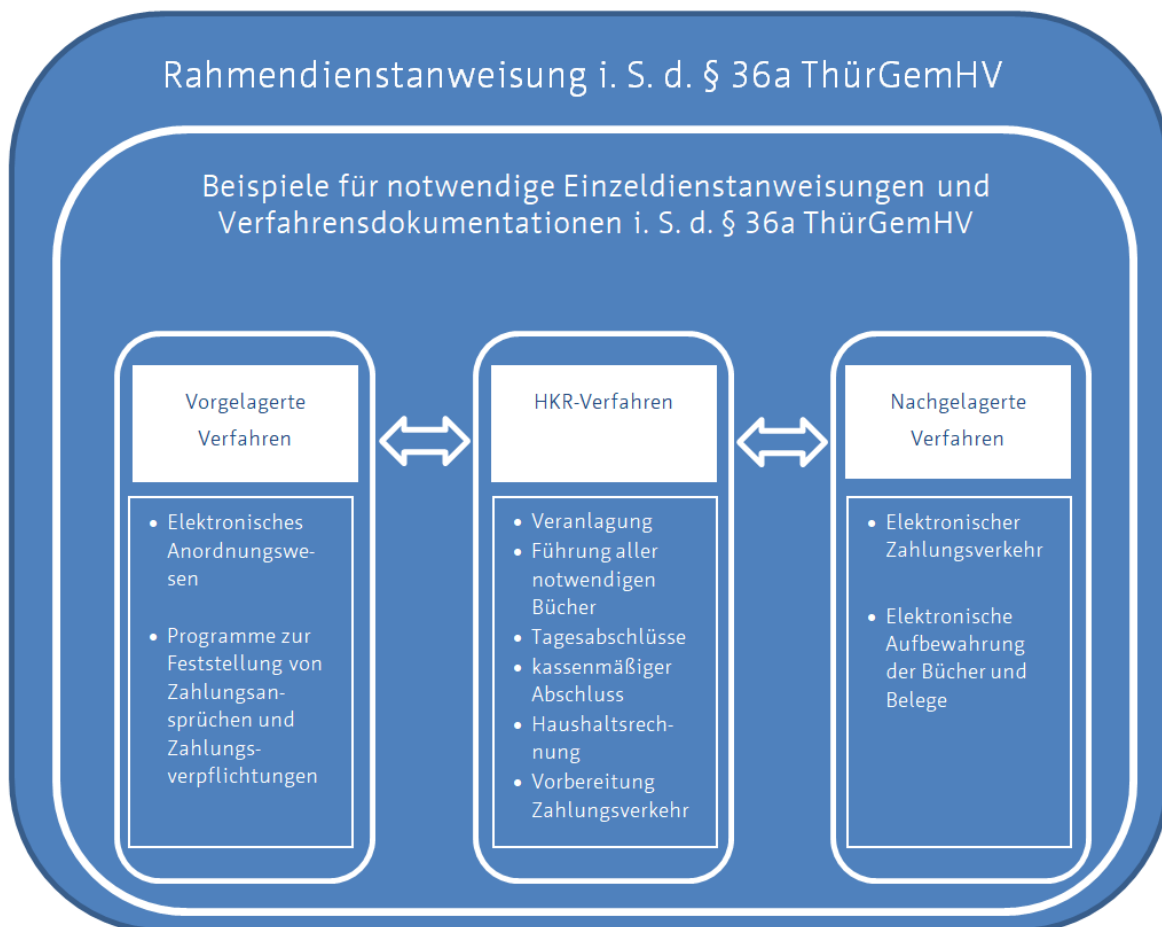 Rahmendienstanweisung i. S. d. § 36a ThürGemHV
Beispiele für notwendige Einzeldienstanweisungen und
Verfahrensdokumentationen i. S. d. § 36a ThürGemHV
Vorgelagerte
Verfahren
• Elektronisches
Anordnungswe-
sen
• Programme zur
Feststellung von
Zahlungsan-
sprüchen und
Zahlungs-
verpflichtungen
HKR-Verfahren
• Veranlagung
• Führung aller
notwendigen
Bücher
• Tagesabschlüsse
• kassenmäßiger
Abschluss
• Haushaltsrech-
nung
• Vorbereitung
Zahlungsverkehr
Nachgelagerte
Verfahren
• Elektronischer
Zahlungsverkehr
• Elektronische
Aufbewahrung
der Bücher und
Belege